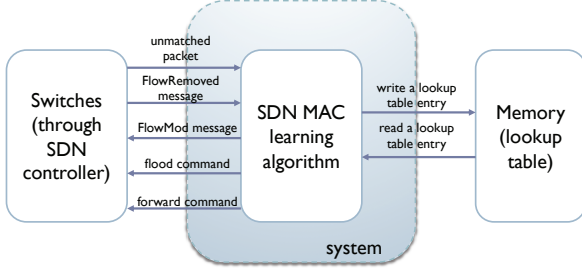 unmatched
packet
FlowRemoved
message
FlowMod message
flood command
forward command
Switches
(through
SDN
controller)
SDN MAC
learning
algorithm
write a lookup
table entry
read a lookup
table entry
Memory
(lookup
table)
system